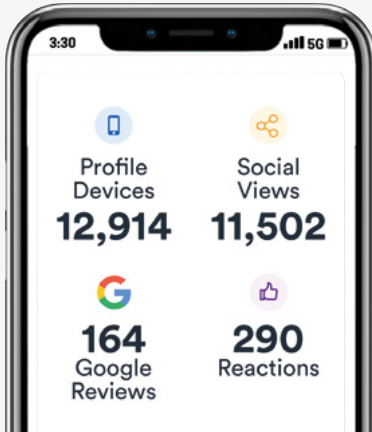 3:30
5G
Profile
Devices
12,914
Social
Views
11,502
164
Google
Reviews
290
Reactions